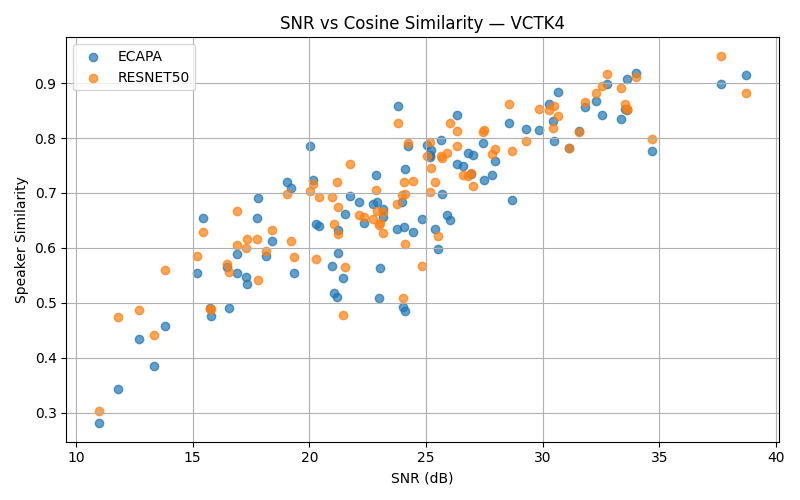 SNR vs Cosine Similarity — VCTK4
ECAPA
RESNET50
Speaker Similarity
0.9
0.8
0.7
0.6
0.5
0.4
0.3
10 15 20 25 30 35 40
SNR (dB)